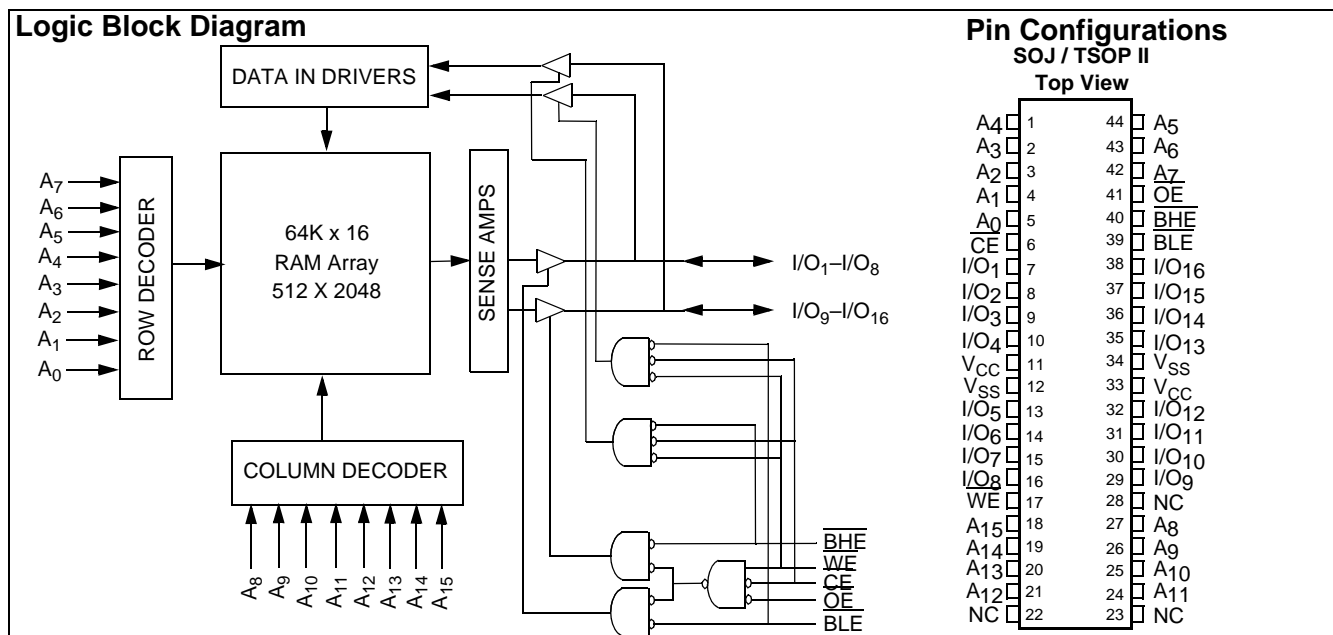 Logic Block Diagram
DATA IN DRIVERS
A7
A6
A5
A4
A3
A2
A1
A0
ROW DECODER
64K x 16
RAM Array
512 X 2048
SENSE AMPS
I/O1–I/O8
I/O9–I/O16
COLUMN DECODER
A8
A9
A10
A11
A12
A13
A14
A15
BHE
WE
CE
OE
BLE
Pin Configurations
SOJ / TSOP II
Top View
A4 1 44 A5
A3 2 43 A6
A2 3 42 A7
A1 4 41 OE
A0 5 40 BHE
CE 6 39 BLE
I/O1 7 38 I/O16
I/O2 8 37 I/O15
I/O3 9 36 I/O14
I/O4 10 35 I/O13
VCC 11 34 VSS
VSS 12 33 VCC
I/O5 13 32 I/O12
I/O6 14 31 I/O11
I/O7 15 30 I/O10
I/O8 16 29 I/O9
WE 17 28 NC
A15 18 27 A8
A14 19 26 A9
A13 20 25 A10
A12 21 24 A11
NC 22 23 NC